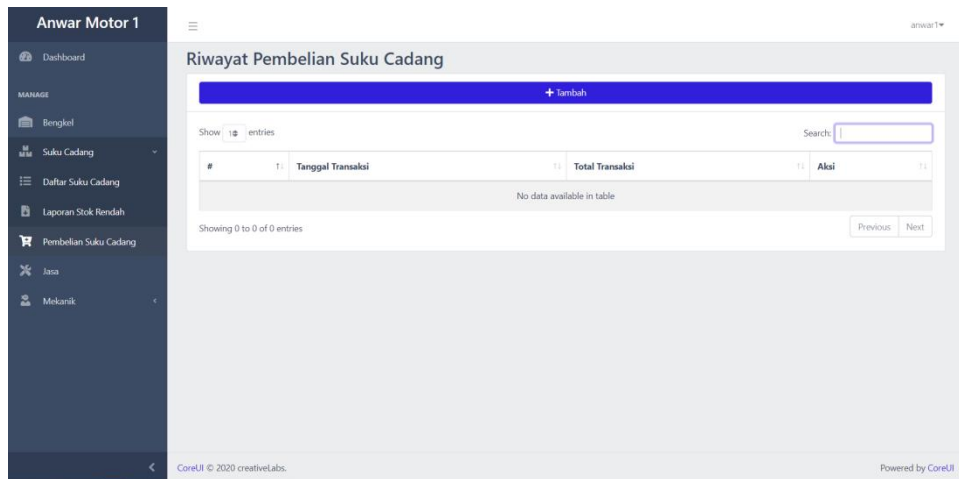 Anwar Motor 1
anwar1
Dashboard
MANAGE
Bengkel
Suku Cadang
Daftar Suku Cadang
Laporan Stok Rendah
Pembelian Suku Cadang
Jasa
Mekanik
Riwayat Pembelian Suku Cadang
+ Tambah
Show entries
Search:
# Tanggal Transaksi Total Transaksi Aksi
No data available in table
Showing 0 to 0 of 0 entries
Previous Next
CoreUI © 2020 creativeLabs.
Powered by CoreUI